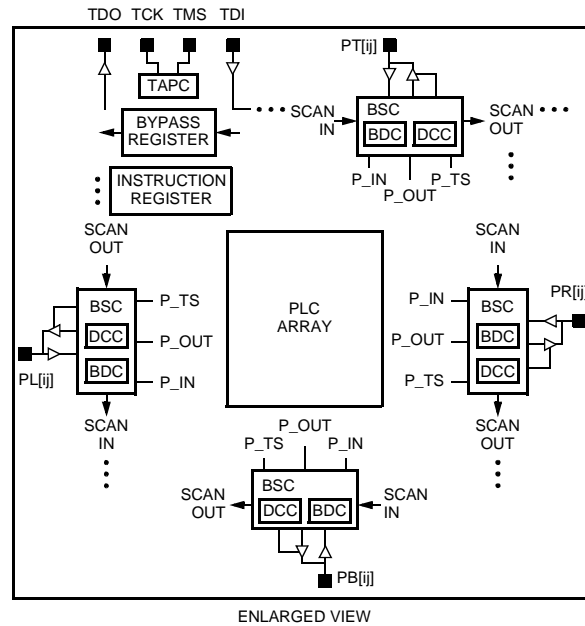 TDO TCK TMS TDI
PT[ij]
TAPC
SCAN
IN
BSC
BDC DCC
SCAN
OUT
BYPASS
REGISTER
P_IN
P_OUT
P_TS
INSTRUCTION
REGISTER
SCAN
OUT
BSC
DCC
BDC
P_TS
P_OUT
P_IN
PL[ij]
SCAN
IN
PLC
ARRAY
SCAN
IN
P_IN
P_OUT
P_TS
BSC
BDC
DCC
PR[ij]
SCAN
OUT
P_OUT
P_TS
P_IN
SCAN
OUT
BSC
DCC BDC
SCAN
IN
PB[ij]
ENLARGED VIEW